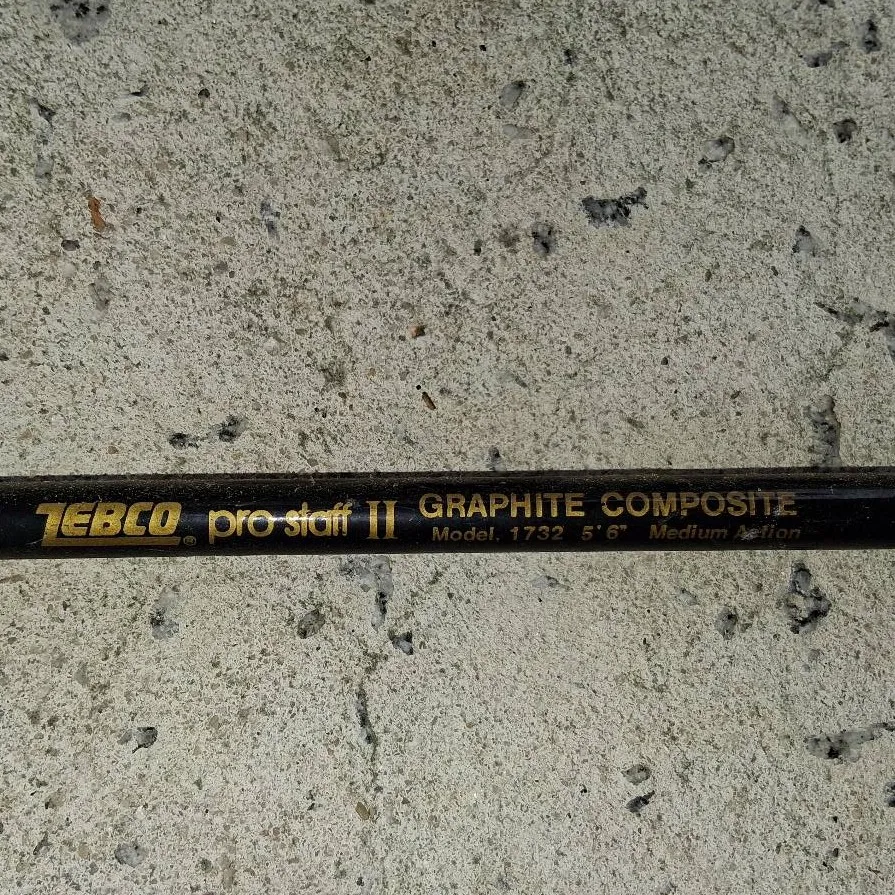 ZEBCO® pro staff II GRAPHITE COMPOSITE
Model. 1732 5'6" Medium Action